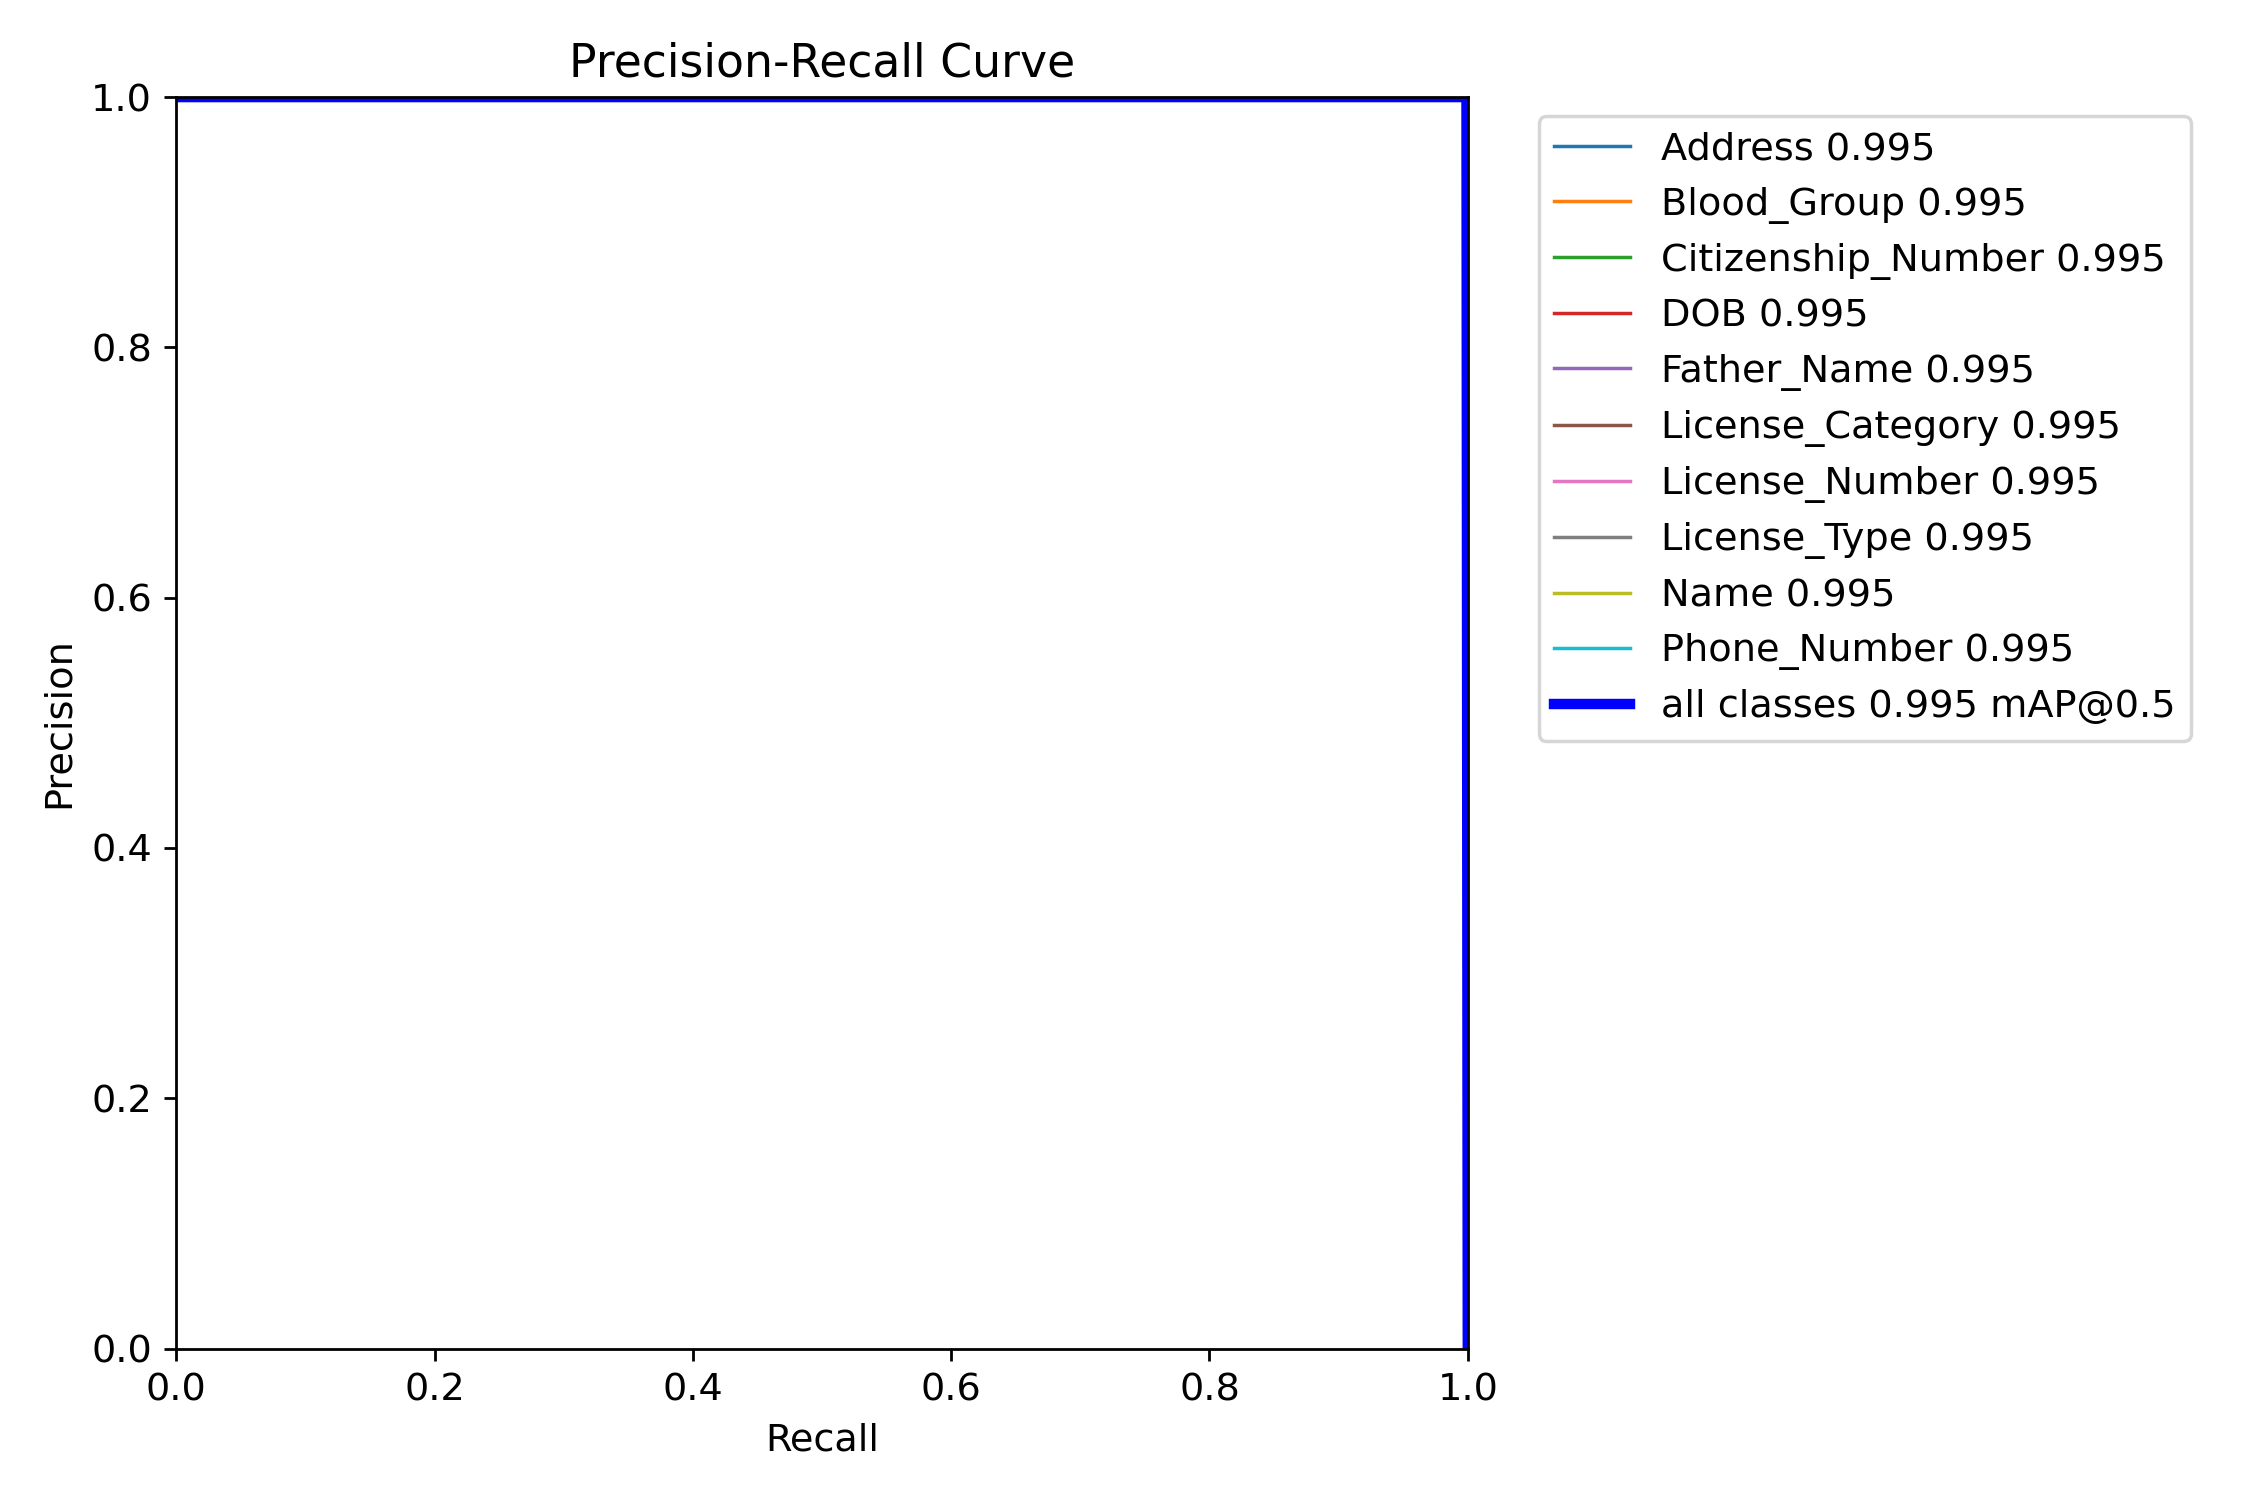 Precision-Recall Curve
1.0
0.8
0.6
0.4
0.2
0.0
Precision
0.0 0.2 0.4 0.6 0.8 1.0
Recall
Address 0.995
Blood_Group 0.995
Citizenship_Number 0.995
DOB 0.995
Father_Name 0.995
License_Category 0.995
License_Number 0.995
License_Type 0.995
Name 0.995
Phone_Number 0.995
all classes 0.995 mAP@0.5